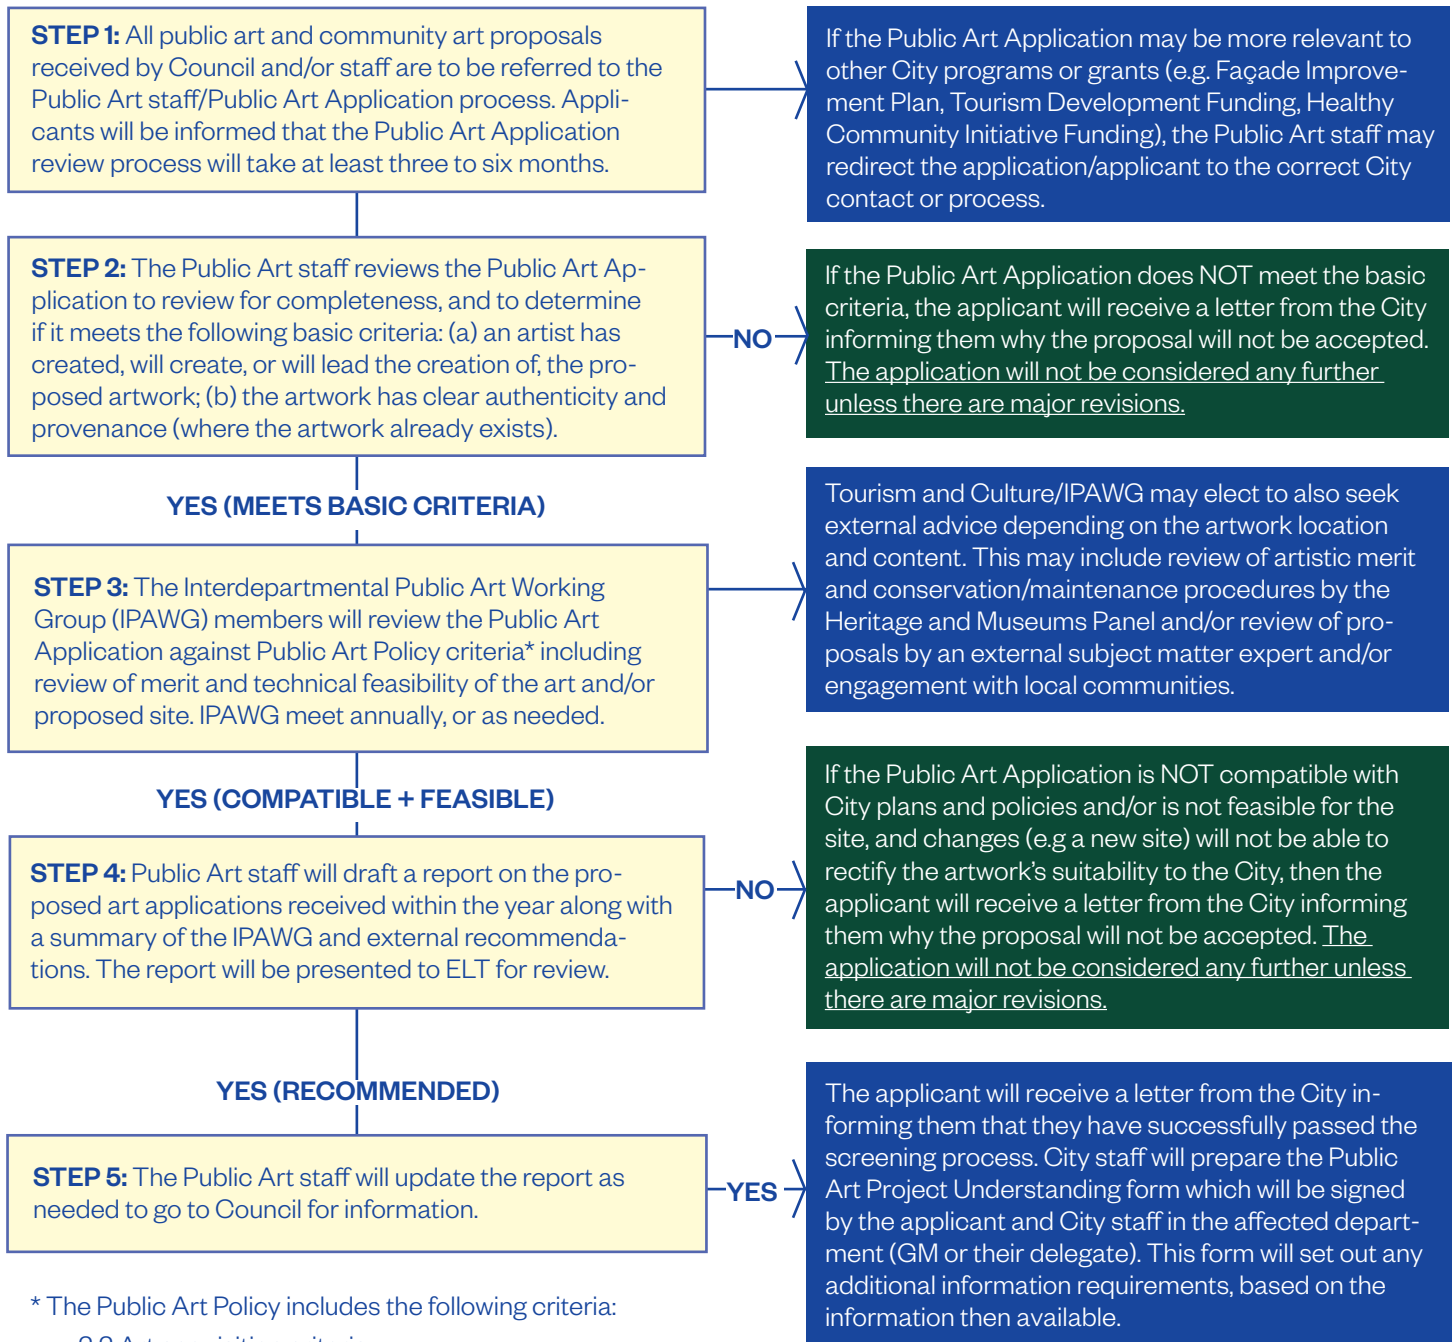 STEP 1: All public art and community art proposals
received by Council and/or staff are to be referred to the
Public Art staff/Public Art Application process. Appli-
cants will be informed that the Public Art Application
review process will take at least three to six months.
If the Public Art Application may be more relevant to
other City programs or grants (e.g. Façade Improve-
ment Plan, Tourism Development Funding, Healthy
Community Initiative Funding), the Public Art staff may
redirect the application/applicant to the correct City
contact or process.
STEP 2: The Public Art staff reviews the Public Art Ap-
plication to review for completeness, and to determine
if it meets the following basic criteria: (a) an artist has
created, will create, or will lead the creation of, the pro-
posed artwork; (b) the artwork has clear authenticity and
provenance (where the artwork already exists).
NO
If the Public Art Application does NOT meet the basic
criteria, the applicant will receive a letter from the City
informing them why the proposal will not be accepted.
The application will not be considered any further
unless there are major revisions.
YES (MEETS BASIC CRITERIA)
STEP 3: The Interdepartmental Public Art Working
Group (IPAWG) members will review the Public Art
Application against Public Art Policy criteria* including
review of merit and technical feasibility of the art and/or
proposed site. IPAWG meet annually, or as needed.
Tourism and Culture/IPAWG may elect to also seek
external advice depending on the artwork location
and content. This may include review of artistic merit
and conservation/maintenance procedures by the
Heritage and Museums Panel and/or review of pro-
posals by an external subject matter expert and/or
engagement with local communities.
YES (COMPATIBLE + FEASIBLE)
STEP 4: Public Art staff will draft a report on the pro-
posed art applications received within the year along with
a summary of the IPAWG and external recommenda-
tions. The report will be presented to ELT for review.
NO
If the Public Art Application is NOT compatible with
City plans and policies and/or is not feasible for the
site, and changes (e.g a new site) will not be able to
rectify the artwork's suitability to the City, then the
applicant will receive a letter from the City informing
them why the proposal will not be accepted. The
application will not be considered any further unless
there are major revisions.
YES (RECOMMENDED)
STEP 5: The Public Art staff will update the report as
needed to go to Council for information.
YES
The applicant will receive a letter from the City in-
forming them that they have successfully passed the
screening process. City staff will prepare the Public
Art Project Understanding form which will be signed
by the applicant and City staff in the affected depart-
ment (GM or their delegate). This form will set out any
additional information requirements, based on the
information then available.
* The Public Art Policy includes the following criteria: